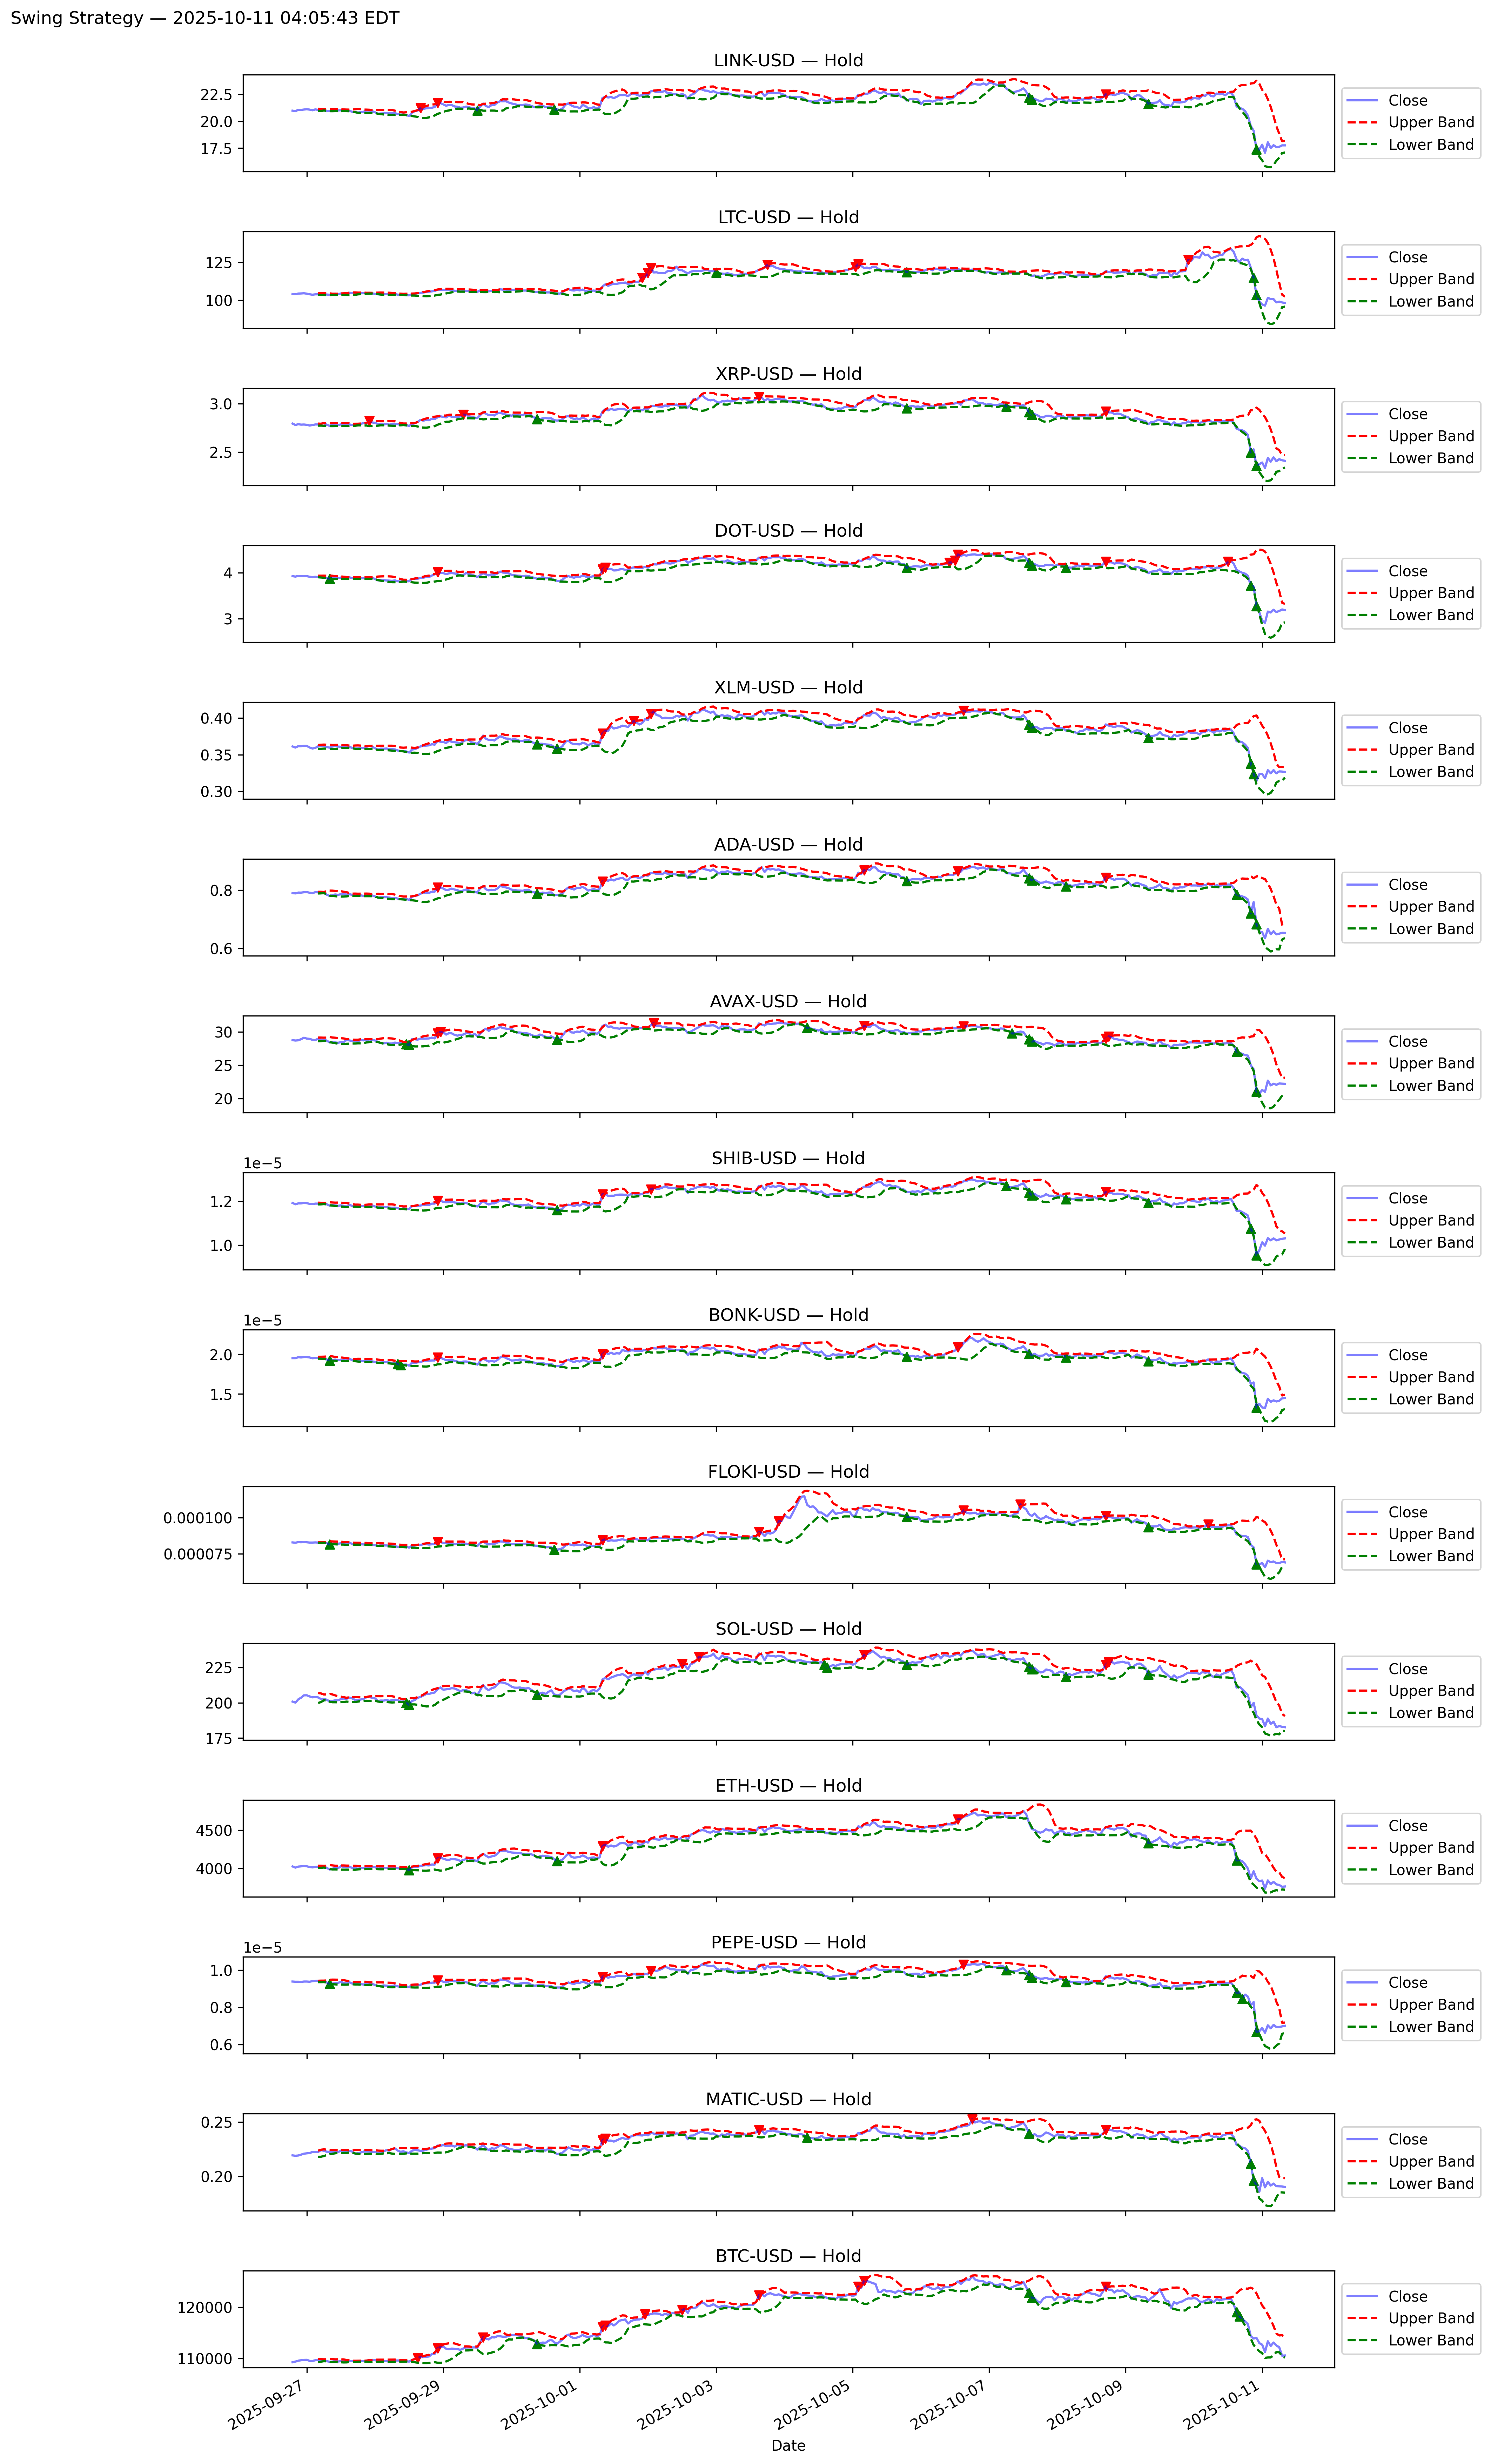 Swing Strategy — 2025-10-11 04:05:43 EDT
LINK-USD — Hold
22.5
20.0
17.5
Close
Upper Band
Lower Band
LTC-USD — Hold
125
100
Close
Upper Band
Lower Band
XRP-USD — Hold
3.0
2.5
Close
Upper Band
Lower Band
DOT-USD — Hold
4
3
Close
Upper Band
Lower Band
XLM-USD — Hold
0.40
0.35
0.30
Close
Upper Band
Lower Band
ADA-USD — Hold
0.8
0.6
Close
Upper Band
Lower Band
AVAX-USD — Hold
30
25
20
Close
Upper Band
Lower Band
SHIB-USD — Hold
1e−5
1.2
1.0
Close
Upper Band
Lower Band
BONK-USD — Hold
1e−5
2.0
1.5
Close
Upper Band
Lower Band
FLOKI-USD — Hold
0.000100
0.000075
Close
Upper Band
Lower Band
SOL-USD — Hold
225
200
175
Close
Upper Band
Lower Band
ETH-USD — Hold
4500
4000
Close
Upper Band
Lower Band
PEPE-USD — Hold
1e−5
1.0
0.8
0.6
Close
Upper Band
Lower Band
MATIC-USD — Hold
0.25
0.20
Close
Upper Band
Lower Band
BTC-USD — Hold
120000
110000
Close
Upper Band
Lower Band
2025-09-27
2025-09-29
2025-10-01
2025-10-03
2025-10-05
2025-10-07
2025-10-09
2025-10-11
Date